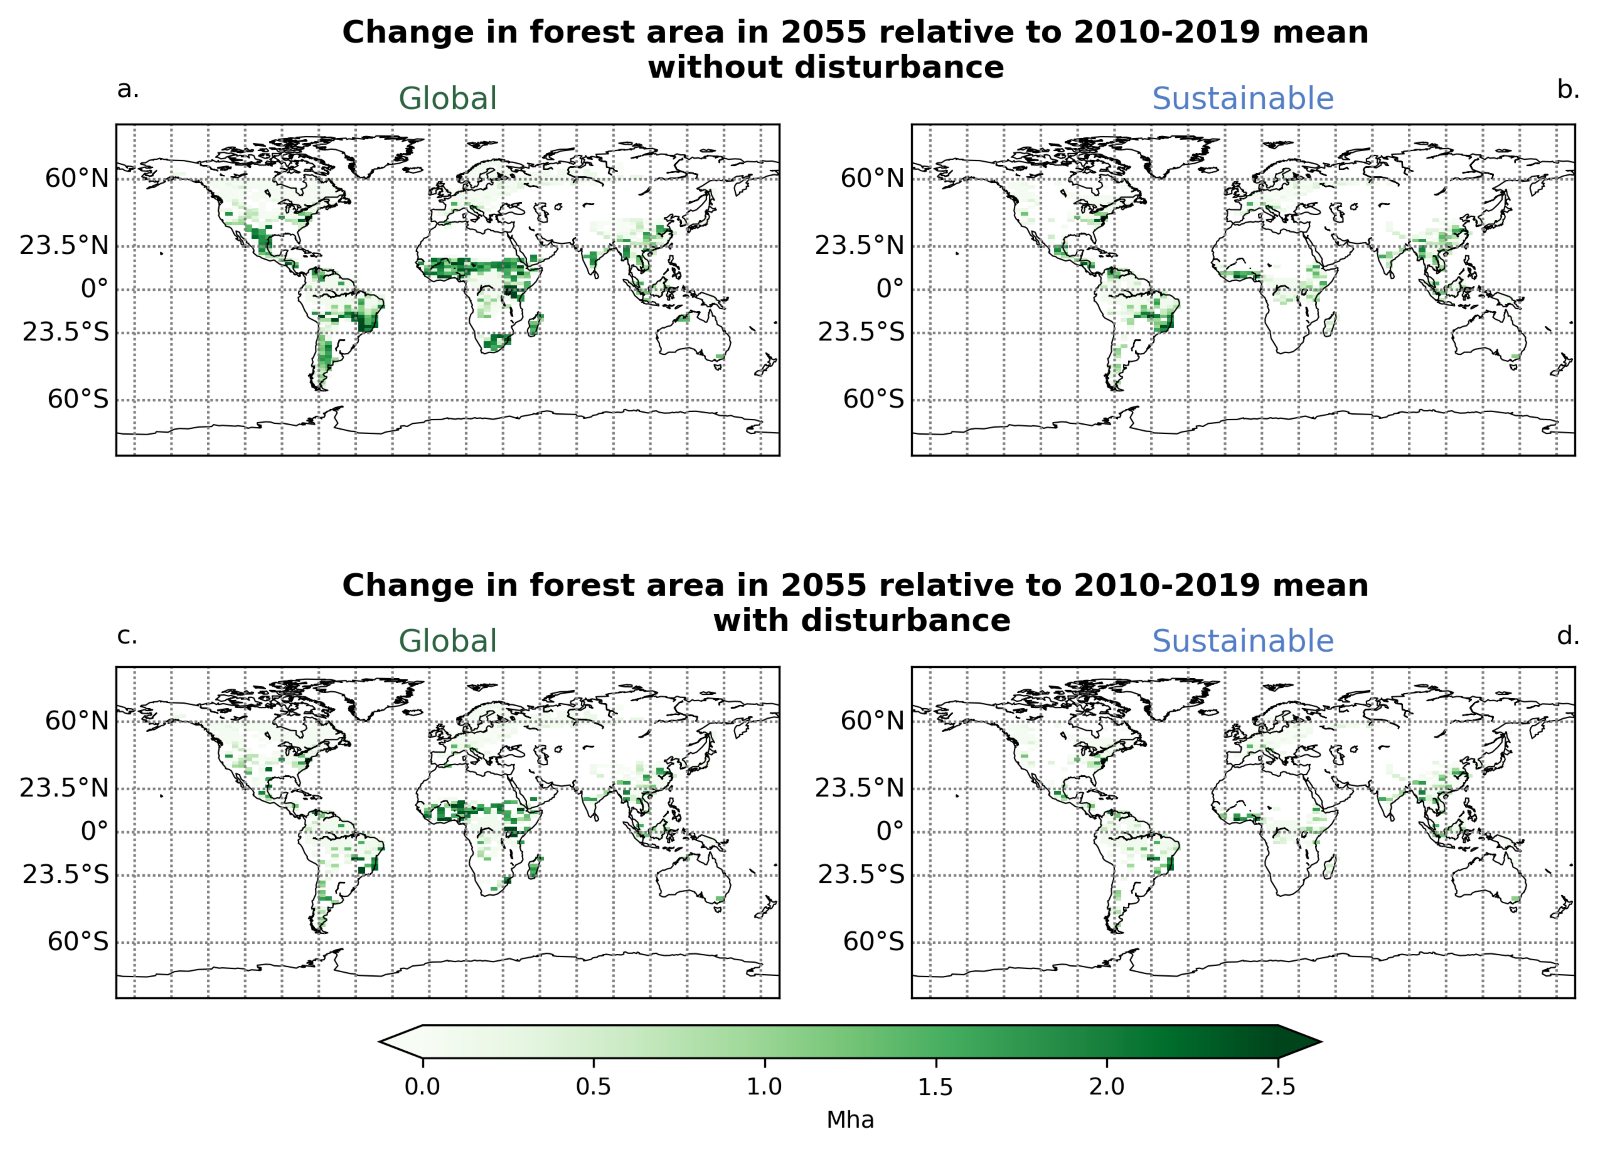 Change in forest area in 2055 relative to 2010-2019 mean
without disturbance
a.
Global
Sustainable
b.
60°N
23.5°N
0°
23.5°S
60°S
60°N
23.5°N
0°
23.5°S
60°S
Change in forest area in 2055 relative to 2010-2019 mean
with disturbance
c.
Global
Sustainable
d.
60°N
23.5°N
0°
23.5°S
60°S
60°N
23.5°N
0°
23.5°S
60°S
0.0 0.5 1.0 1.5 2.0 2.5
Mha